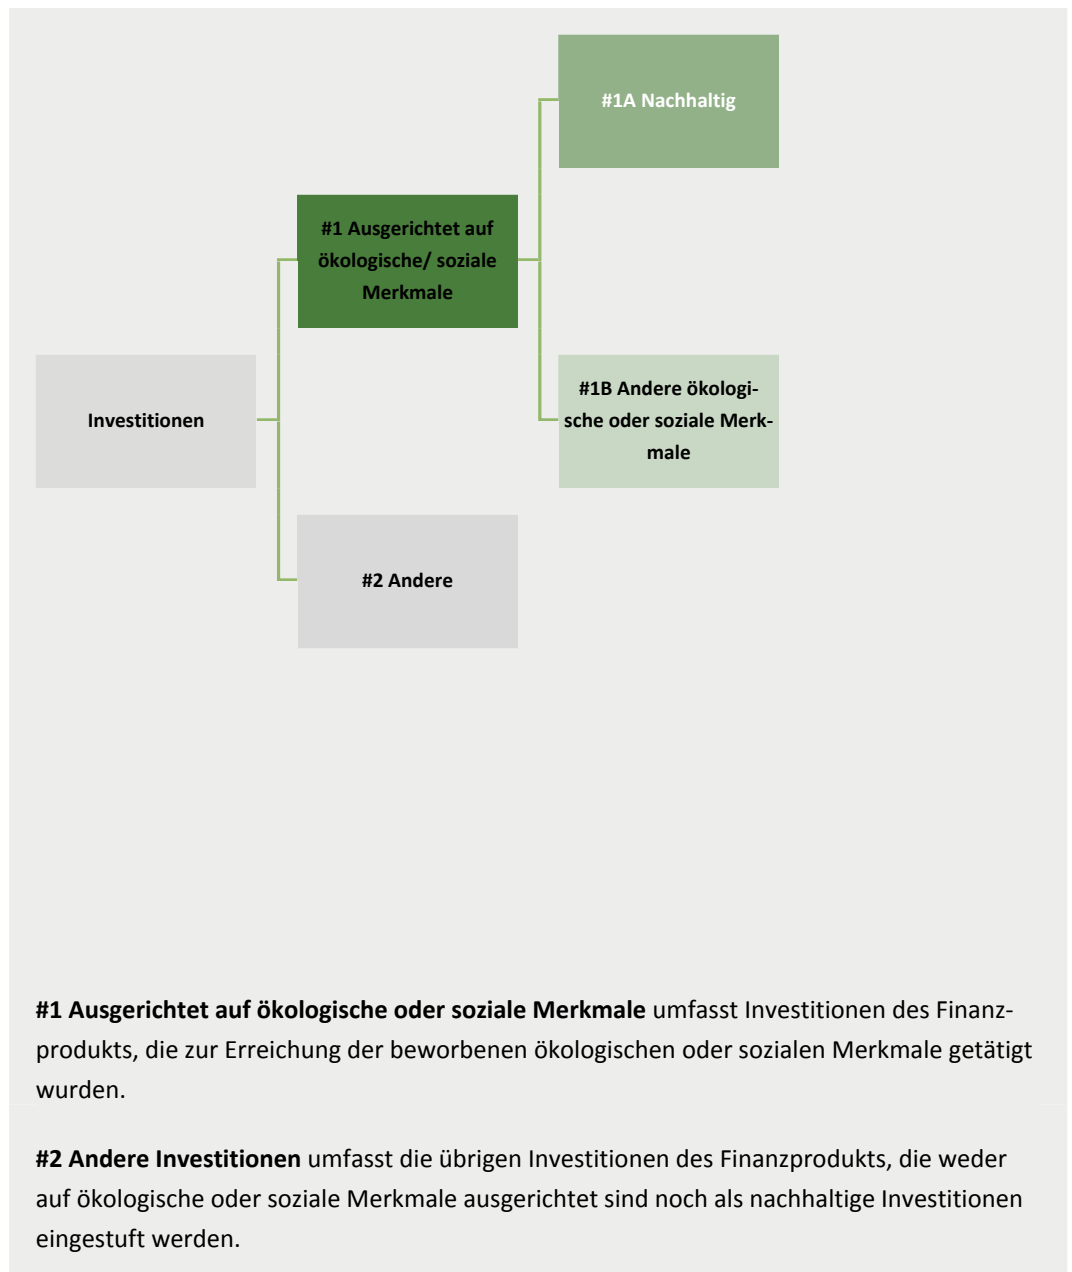 #1A Nachhaltig
#1 Ausgerichtet auf
ökologische/ soziale
Merkmale
#1B Andere ökologi-
sche oder soziale Merk-
male
Investitionen
#2 Andere
#1 Ausgerichtet auf ökologische oder soziale Merkmale umfasst Investitionen des Finanz-
produkts, die zur Erreichung der beworbenen ökologischen oder sozialen Merkmale getätigt
wurden.
#2 Andere Investitionen umfasst die übrigen Investitionen des Finanzprodukts, die weder
auf ökologische oder soziale Merkmale ausgerichtet sind noch als nachhaltige Investitionen
eingestuft werden.